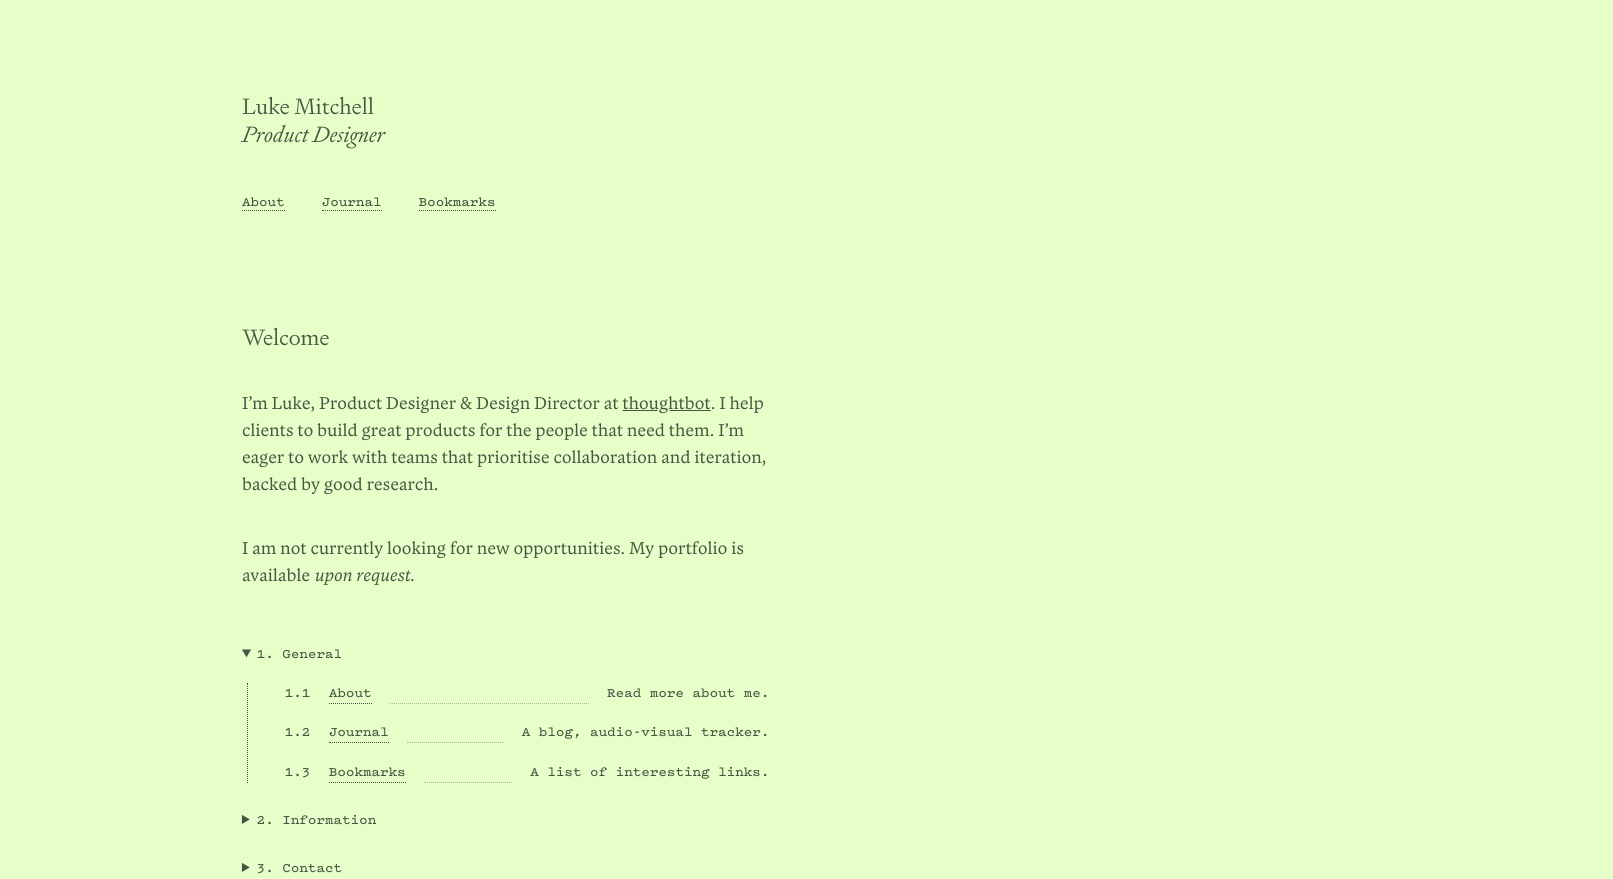 Luke Mitchell
Product Designer
About Journal Bookmarks
Welcome
I’m Luke, Product Designer & Design Director at thoughtbot. I help
clients to build great products for the people that need them. I’m
eager to work with teams that prioritise collaboration and iteration,
backed by good research.
I am not currently looking for new opportunities. My portfolio is
available upon request.
1. General
1.1 About Read more about me.
1.2 Journal A blog, audio-visual tracker.
1.3 Bookmarks A list of interesting links.
2. Information
3. Contact